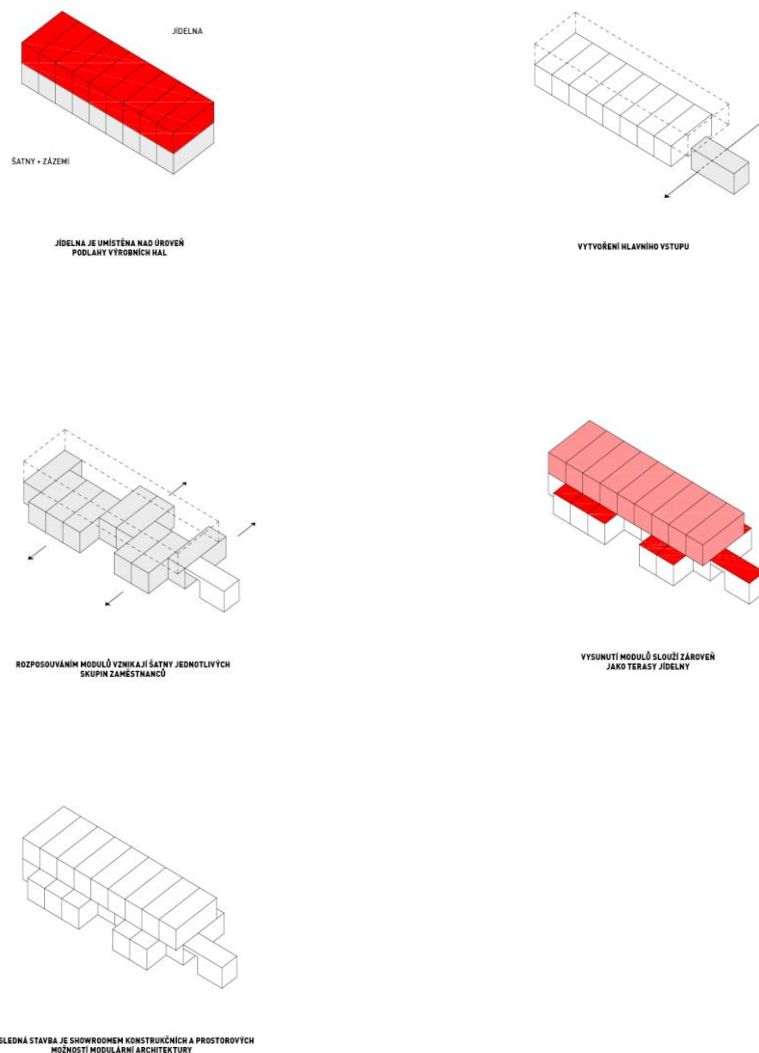 JÍDELNA
ŠATNY + ZÁZEMÍ
JÍDELNA JE UMÍSTĚNA NAD ÚROVEŇ
PODLAHY VÝROBNÍCH HAL
VYTVOŘENÍ HLAVNÍHO VSTUPU
ROZPOSOUVÁNÍM MODULŮ VZNIKAJÍ ŠATNY JEDNOTLIVÝCH
SKUPIN ZAMĚSTNANCŮ
VYSUNUTÍ MODULŮ SLOUŽÍ ZÁROVEŇ
JAKO TERASY JÍDELNY
SLEDNÁ STAVBA JE SHOWROOMEM KONSTRUKČNÍCH A PROSTOROVÝCH
MOŽNOSTÍ MODULÁRNÍ ARCHITEKTURY